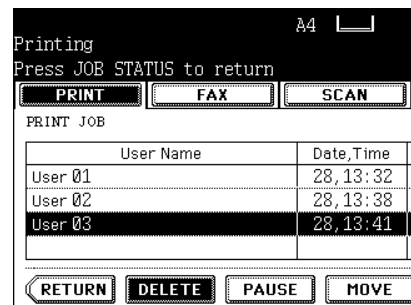 A4
Printing
Press JOB STATUS to return
PRINT FAX SCAN
PRINT JOB
User Name Date,Time
User 01 28,13:32
User 02 28,13:38
User 03 28,13:41
RETURN DELETE PAUSE MOVE